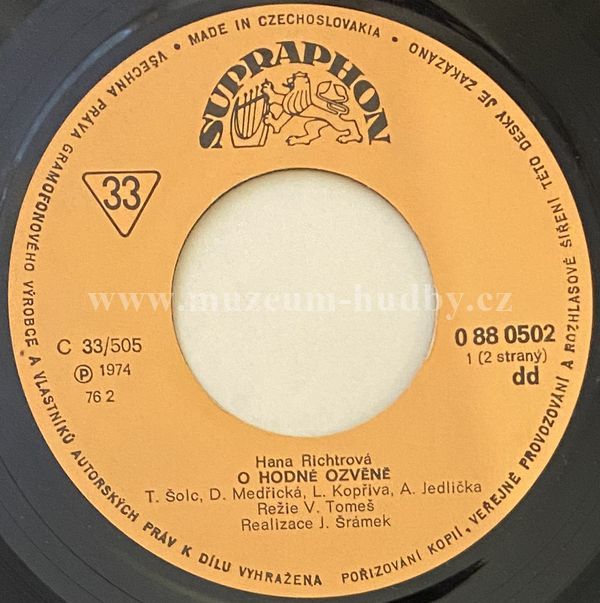 VŠECHNA PRÁVA GRAMOFONOVÉHO VÝROBCE A VLASTNÍKŮ AUTORSKÝCH PRÁV K DÍLU VYHRAŽENA
POŘIZOVÁNÍ KOPIÍ, VEŘEJNÉ PROVOZOVÁNÍ A ROZHLASOVÉ ŠÍŘENÍ TÉTO DESKY JE ZAKÁZÁNO
• MADE IN CZECHOSLOVAKIA •
SUPRAPHON
33
www.muzeum-hudby.cz
C 33/505
Ⓟ 1974
76 2
0 88 0502
1 (2 strany)
dd
Hana Richtrová
O HODNÉ OZVĚNĚ
T. Šolc, D. Medřická, L. Kopřiva, A. Jedlička
Režie V. Tomeš
Realizace J. Šrámek